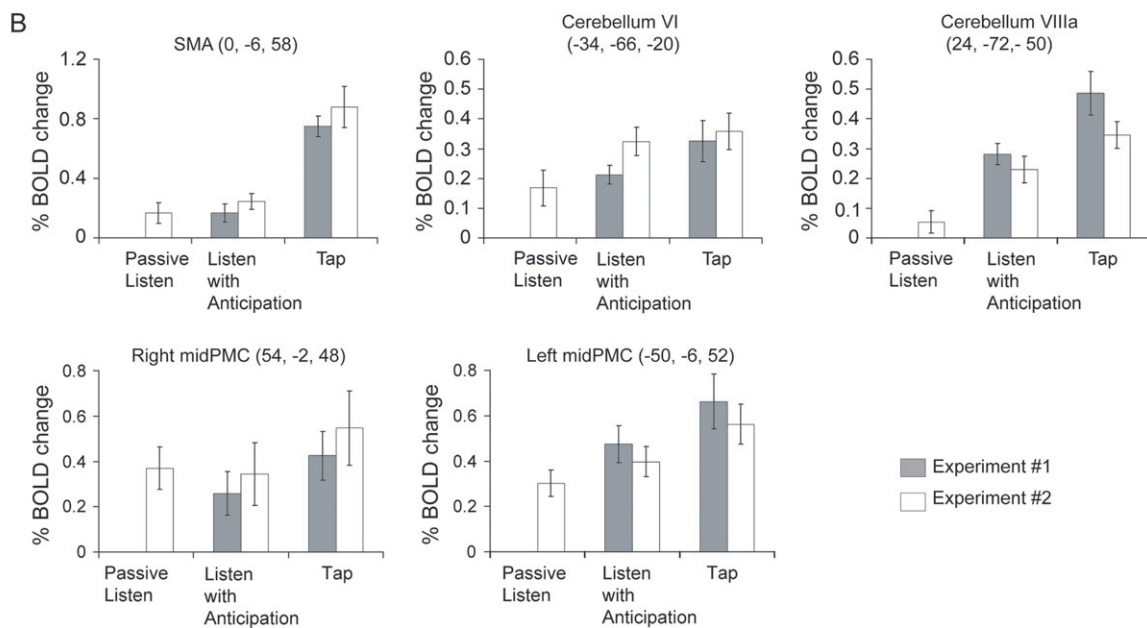 B
SMA (0, -6, 58)
% BOLD change
1.2
0.8
0.4
0
Passive Listen
Listen with Anticipation
Tap
Cerebellum VI
(-34, -66, -20)
% BOLD change
0.6
0.5
0.4
0.3
0.2
0.1
0
Passive Listen
Listen with Anticipation
Tap
Cerebellum VIIIa
(24, -72,- 50)
% BOLD change
0.6
0.5
0.4
0.3
0.2
0.1
0
Passive Listen
Listen with Anticipation
Tap
Right midPMC (54, -2, 48)
% BOLD change
0.8
0.6
0.4
0.2
0
Passive Listen
Listen with Anticipation
Tap
Left midPMC (-50, -6, 52)
% BOLD change
0.8
0.6
0.4
0.2
0
Passive Listen
Listen with Anticipation
Tap
Experiment #1
Experiment #2